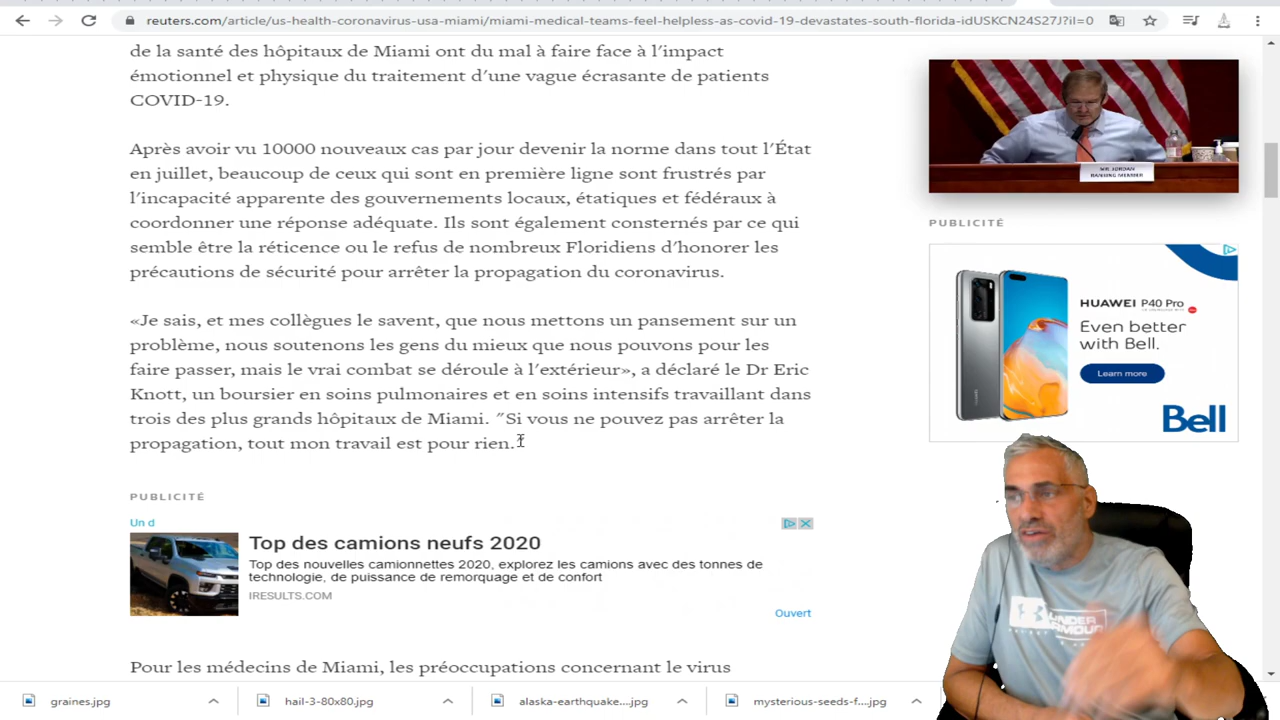 reuters.com/article/us-health-coronavirus-usa-miami/miami-medical-teams-feel-helpless-as-covid-19-devastates-south-florida-idUSKCN24S27J?il=0
de la santé des hôpitaux de Miami ont du mal à faire face à l'impact
émotionnel et physique du traitement d'une vague écrasante de patients
COVID-19.
Après avoir vu 10000 nouveaux cas par jour devenir la norme dans tout l'État
en juillet, beaucoup de ceux qui sont en première ligne sont frustrés par
l'incapacité apparente des gouvernements locaux, étatiques et fédéraux à
coordonner une réponse adéquate. Ils sont également consternés par ce qui
semble être la réticence ou le refus de nombreux Floridiens d'honorer les
précautions de sécurité pour arrêter la propagation du coronavirus.
«Je sais, et mes collègues le savent, que nous mettons un pansement sur un
problème, nous soutenons les gens du mieux que nous pouvons pour les
faire passer, mais le vrai combat se déroule à l'extérieur», a déclaré le Dr Eric
Knott, un boursier en soins pulmonaires et en soins intensifs travaillant dans
trois des plus grands hôpitaux de Miami. "Si vous ne pouvez pas arrêter la
propagation, tout mon travail est pour rien."
PUBLICITÉ
Un d
Top des camions neufs 2020
Top des nouvelles camionnettes 2020, explorez les camions avec des tonnes de
technologie, de puissance de remorquage et de confort
IRESULTS.COM
Ouvert
Pour les médecins de Miami, les préoccupations concernant le virus
MR. JORDAN
RANKING MEMBER
PUBLICITÉ
HUAWEI P40 Pro
Even better
with Bell.
Learn more
Bell
UNDER
ARMOUR
graines.jpg
hail-3-80x80.jpg
alaska-earthquake....jpg
mysterious-seeds-f....jpg